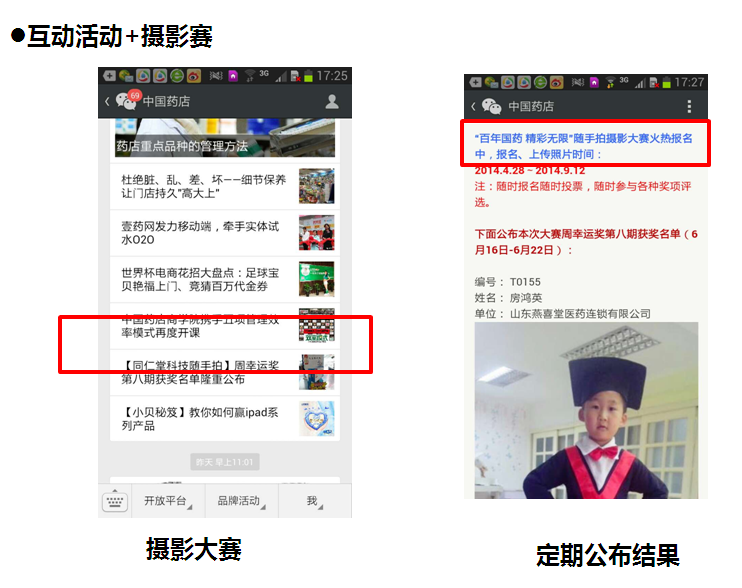 ●互动活动+摄影赛
3G 17:25
69
中国药店
药店重点品种的管理方法
杜绝脏、乱、差、坏——细节保养
让门店持久"高大上"
壹药网发力移动端，牵手实体试
水O2O
世界杯电商花招大盘点：足球宝
贝艳福上门、竞猜百万代金券
中国药店商学院携手五项管理效
率模式再度开课
【同仁堂科技随手拍】周幸运奖
第八期获奖名单隆重公布
【小贝秘笈】教你如何赢ipad系
列产品
昨天 早上11:01
开放平台
品牌活动
我
摄影大赛
3G 17:27
中国药店
"百年国药 精彩无限"随手拍摄影大赛火热报名
中，报名、上传照片时间：
2014.4.28 ~ 2014.9.12
注：随时报名随时投票，随时参与各种奖项评
选。
下面公布本次大赛周幸运奖第八期获奖名单（6
月16日-6月22日）：
编号： T0155
姓名： 房鸿英
单位： 山东燕喜堂医药连锁有限公司
定期公布结果